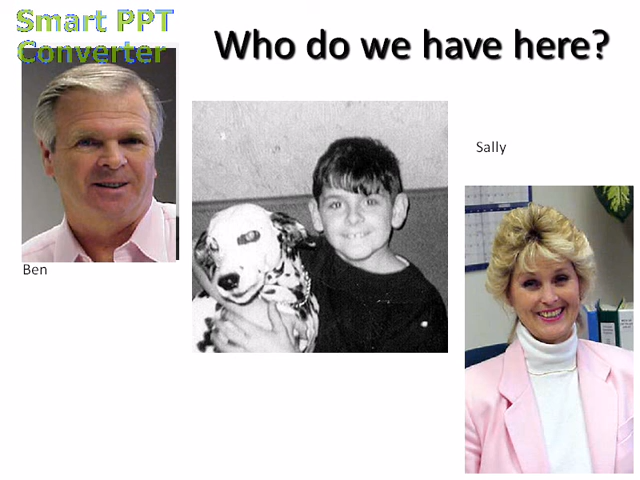 Smart PPT
Converter
Who do we have here?
Sally
Ben